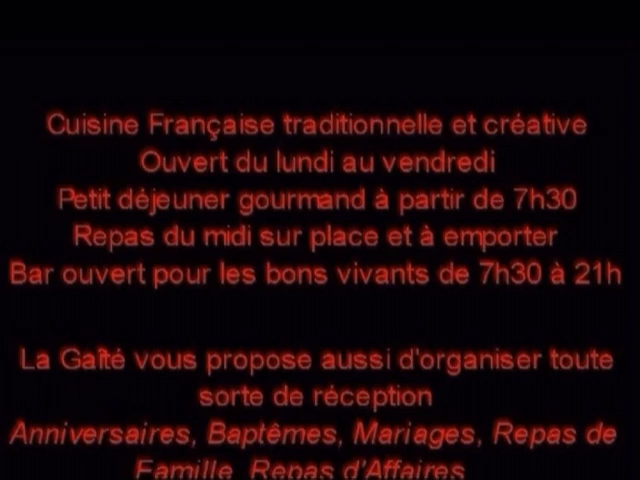 Cuisine Française traditionnelle et créative
Ouvert du lundi au vendredi
Petit déjeuner gourmand à partir de 7h30
Repas du midi sur place et à emporter
Bar ouvert pour les bons vivants de 7h30 à 21h
La Gaîté vous propose aussi d'organiser toute
sorte de réception
Anniversaires, Baptêmes, Mariages, Repas de
Famille, Repas d'Affaires